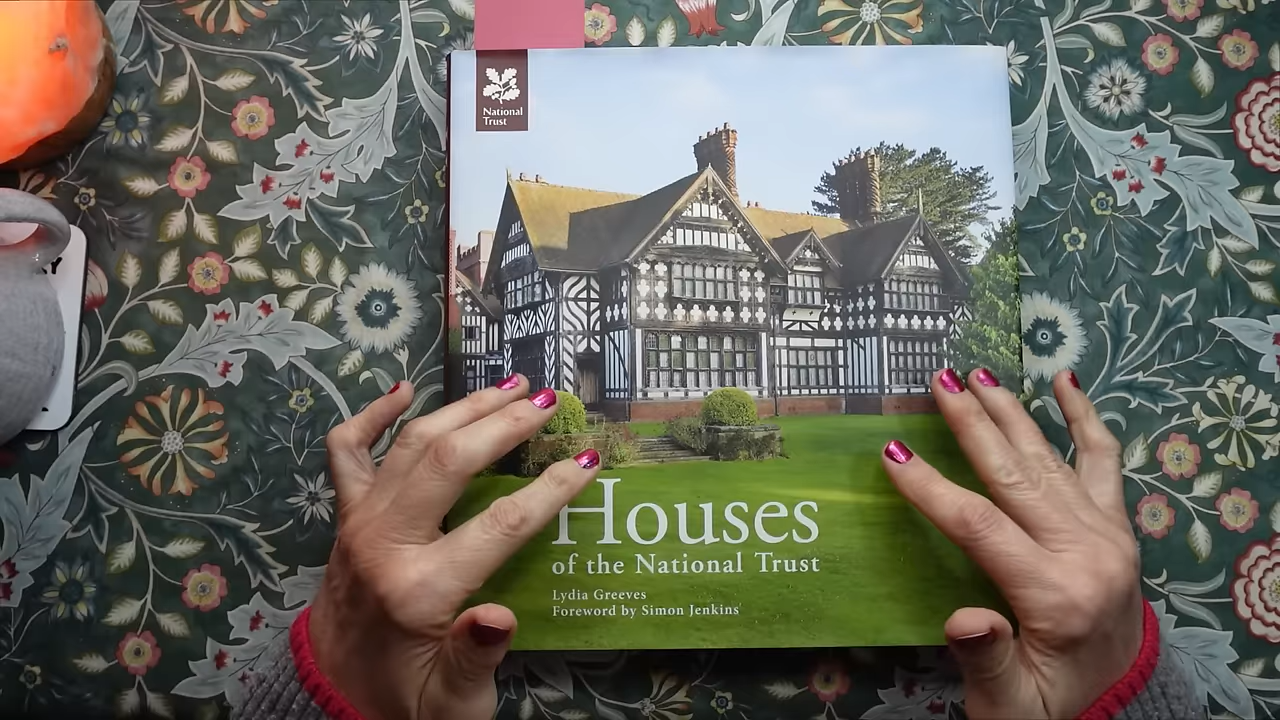 National
Trust
Houses
of the National Trust
Lydia Greeves
Foreword by Simon Jenkins